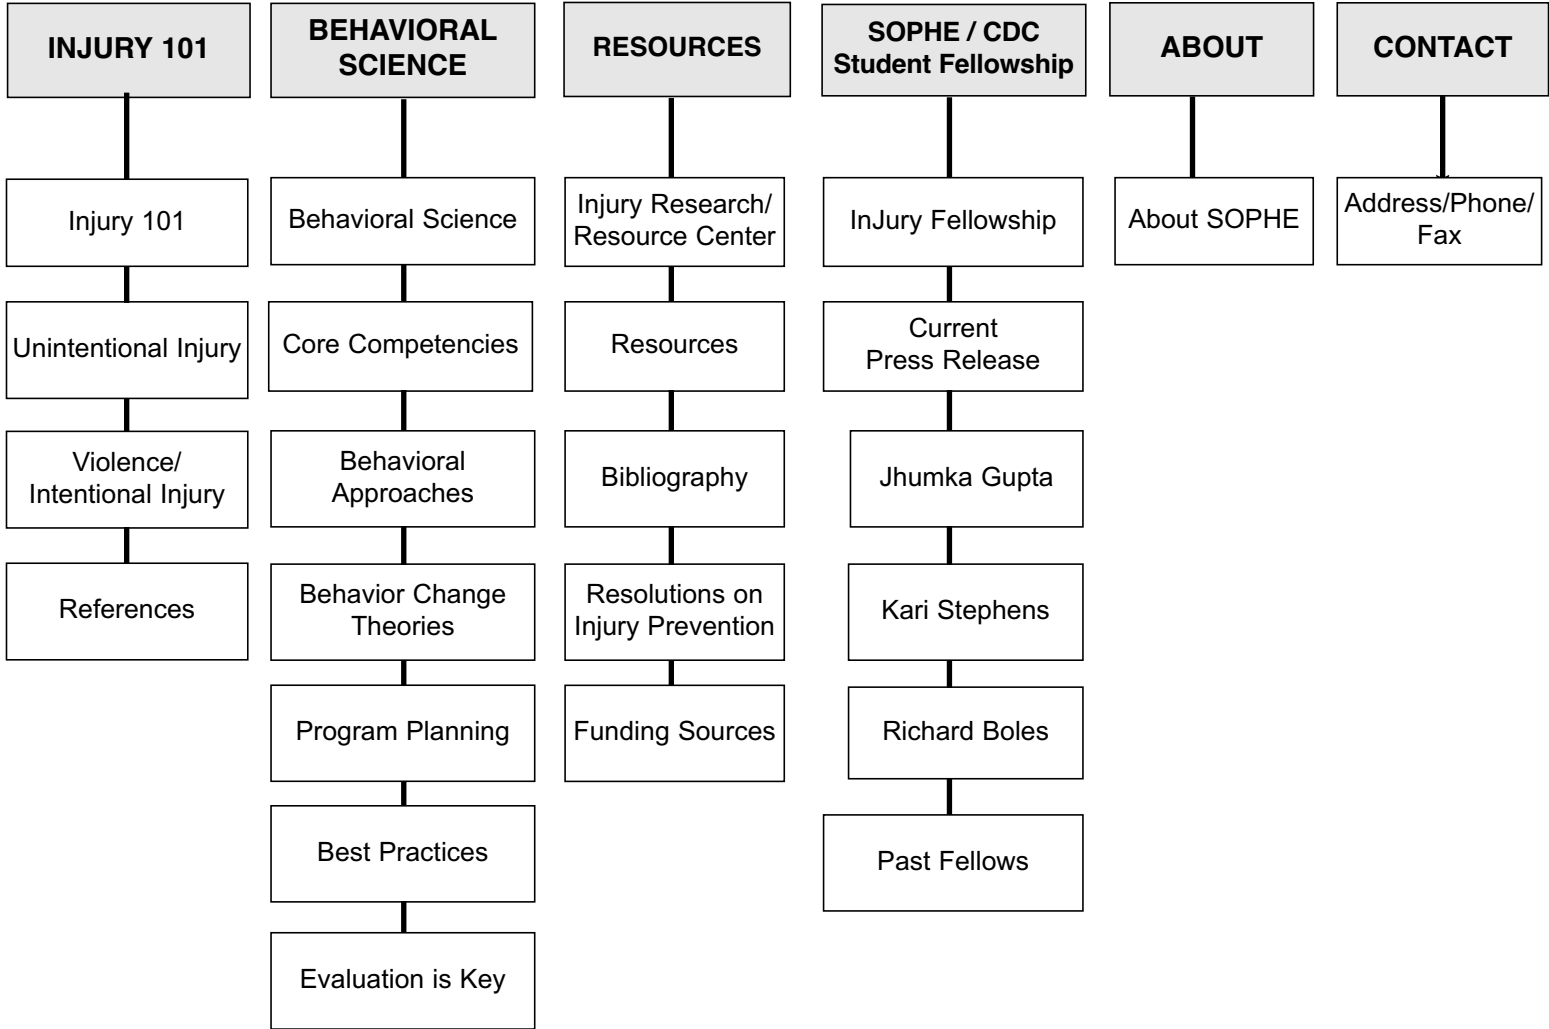 INJURY 101
Injury 101
Unintentional Injury
Violence/
Intentional Injury
References
BEHAVIORAL
SCIENCE
Behavioral Science
Core Competencies
Behavioral
Approaches
Behavior Change
Theories
Program Planning
Best Practices
Evaluation is Key
RESOURCES
Injury Research/
Resource Center
Resources
Bibliography
Resolutions on
Injury Prevention
Funding Sources
SOPHE / CDC
Student Fellowship
InJury Fellowship
Current
Press Release
Jhumka Gupta
Kari Stephens
Richard Boles
Past Fellows
ABOUT
About SOPHE
CONTACT
Address/Phone/
Fax